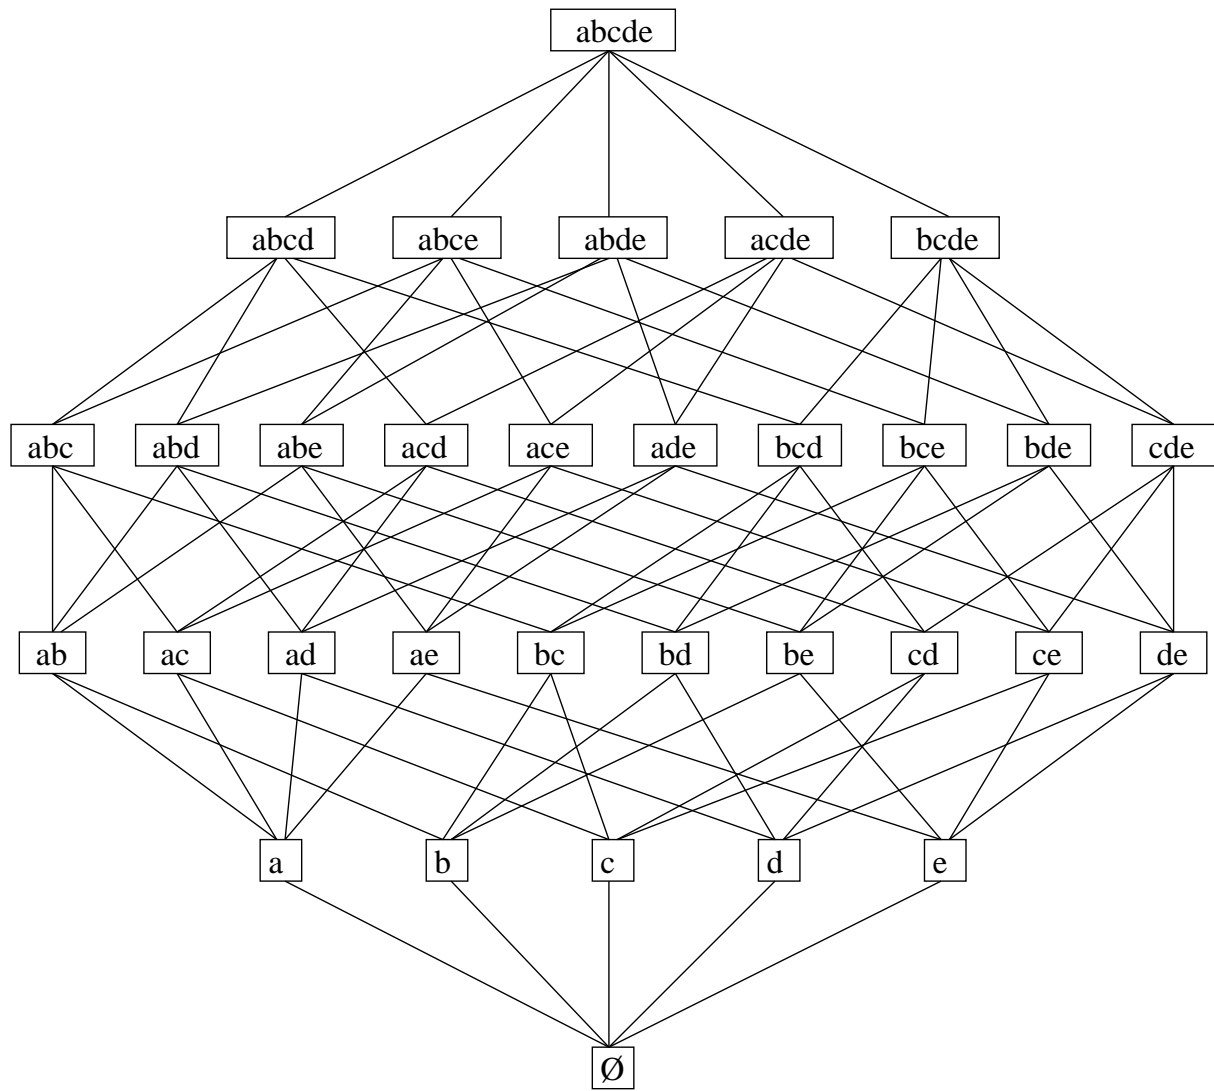 abcde
abcd abce abde acde bcde
abc abd abe acd ace ade bcd bce bde cde
ab ac ad ae bc bd be cd ce de
a b c d e
Ø